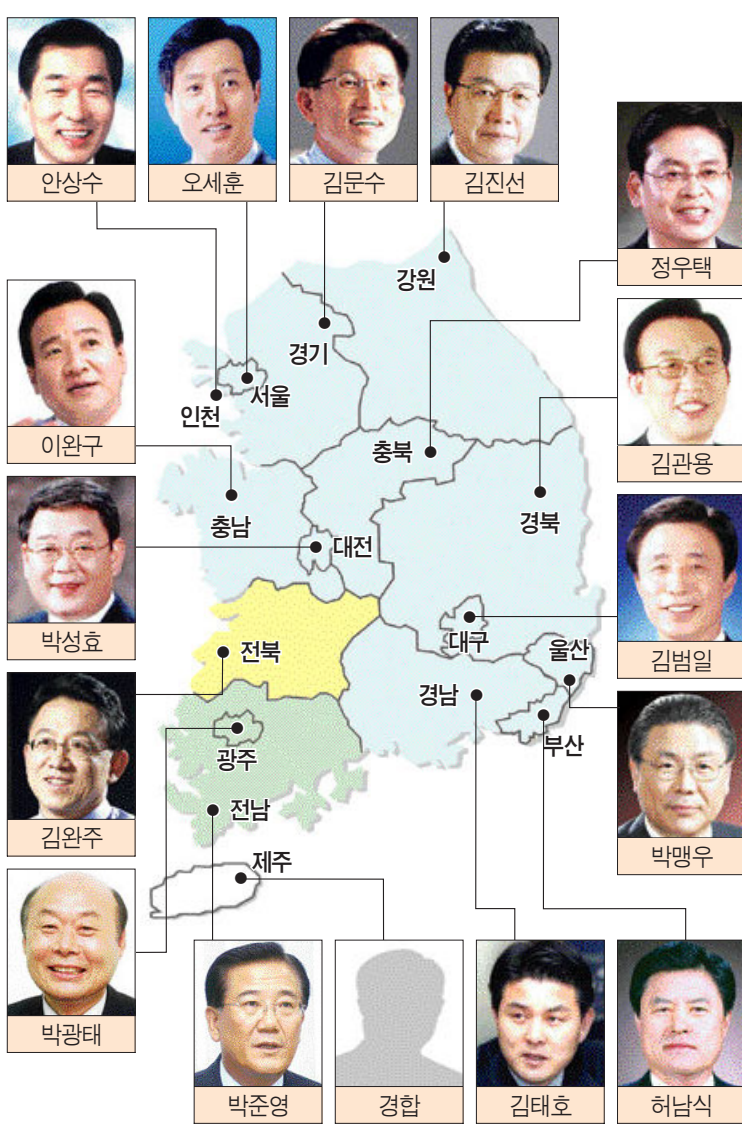 안상수
오세훈
김문수
김진선
정우택
강원
경기
서울
인천
이완구
김관용
충북
충남
경북
대전
박성효
대구
울산
김범일
전북
경남
부산
광주
김완주
전남
박맹우
제주
박광태
박준영
경합
김태호
허남식